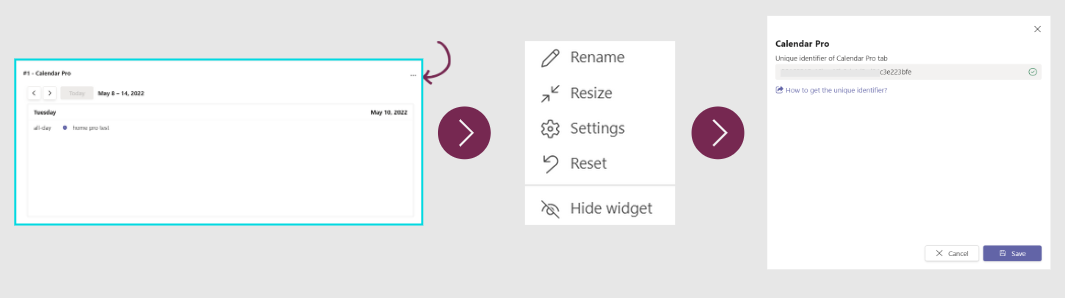 #1 - Calendar Pro
...
Today
May 8 – 14, 2022
Tuesday
May 10, 2022
all-day
home pro test
Rename
Resize
Settings
Reset
Hide widget
Calendar Pro
Unique identifier of Calendar Pro tab
c3e223bfe
How to get the unique identifier?
Cancel
Save